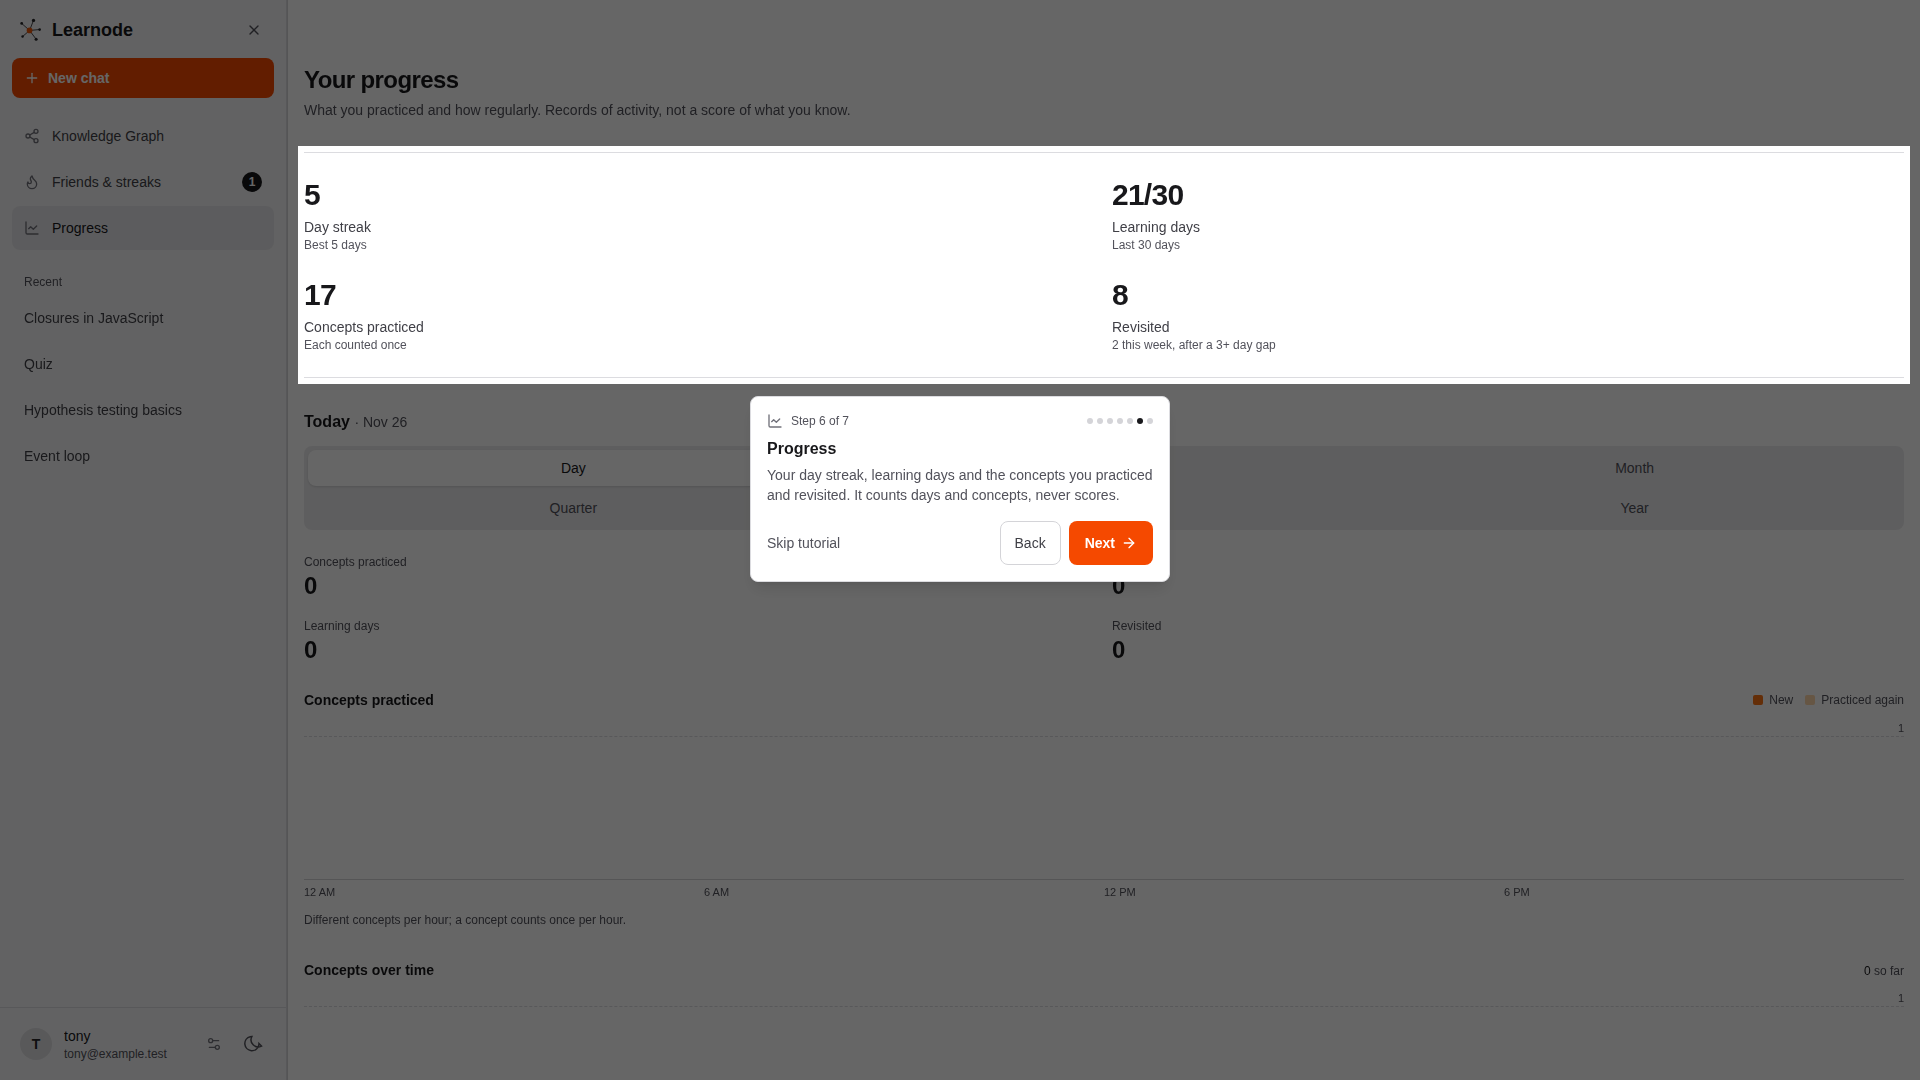 Learnode
New chat
Knowledge Graph
Friends & streaks 1
Progress
Recent
Closures in JavaScript
Quiz
Hypothesis testing basics
Event loop
T
tony
tony@example.test
Your progress
What you practiced and how regularly. Records of activity, not a score of what you know.
5
Day streak
Best 5 days
21/30
Learning days
Last 30 days
17
Concepts practiced
Each counted once
8
Revisited
2 this week, after a 3+ day gap
Today · Nov 26
Day
Month
Quarter
Year
Step 6 of 7
Progress
Your day streak, learning days and the concepts you practiced
and revisited. It counts days and concepts, never scores.
Skip tutorial
Back
Next
Concepts practiced
0
0
Learning days
0
Revisited
0
Concepts practiced
New
Practiced again
1
12 AM
6 AM
12 PM
6 PM
Different concepts per hour; a concept counts once per hour.
Concepts over time
0 so far
1